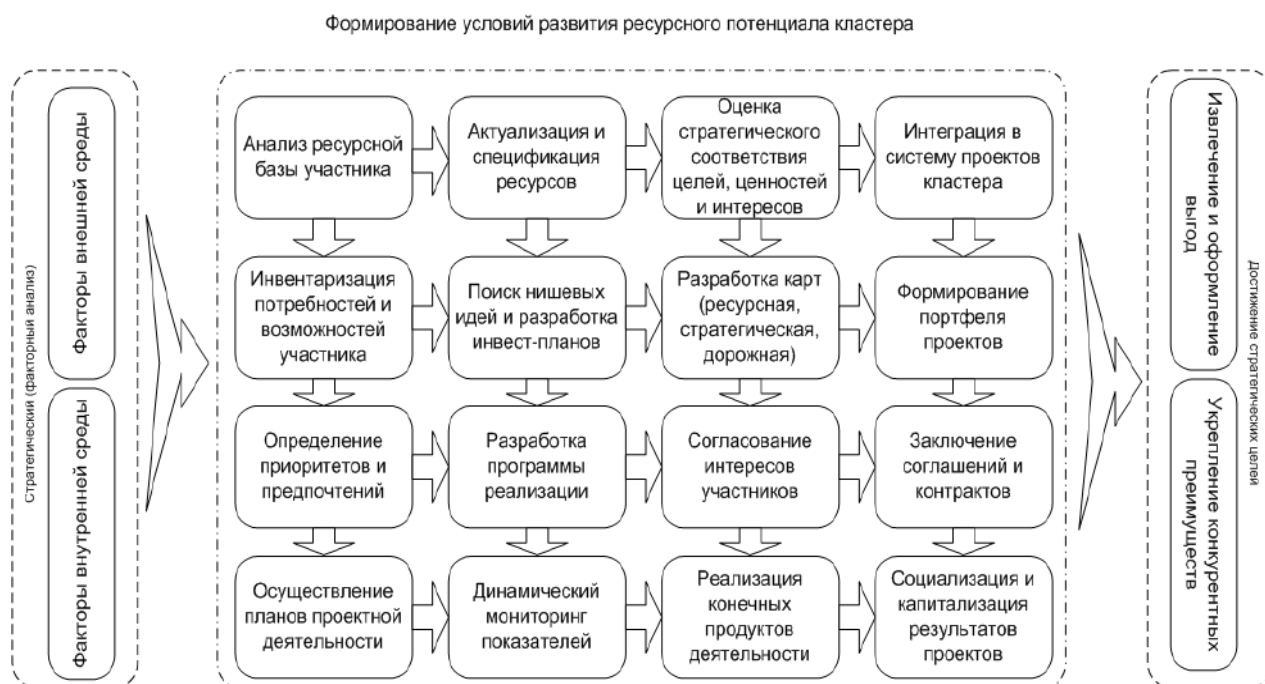 Формирование условий развития ресурсного потенциала кластера
Стратегический (факторный анализ)
Факторы внешней среды
Факторы внутренней среды
Анализ ресурсной
базы участника
Актуализация и
спецификация
ресурсов
Оценка
стратегического
соответствия
целей, ценностей
и интересов
Интеграция в
систему проектов
кластера
Инвентаризация
потребностей и
возможностей
участника
Поиск нишевых
идей и разработка
инвест-планов
Разработка карт
(ресурсная,
стратегическая,
дорожная)
Формирование
портфеля
проектов
Определение
приоритетов и
предпочтений
Разработка
программы
реализации
Согласование
интересов
участников
Заключение
соглашений и
контрактов
Осуществление
планов проектной
деятельности
Динамический
мониторинг
показателей
Реализация
конечных
продуктов
деятельности
Социализация и
капитализация
результатов
проектов
Извлечение и оформление
выгод
Укрепление конкурентных
преимуществ
Достижение стратегических целей